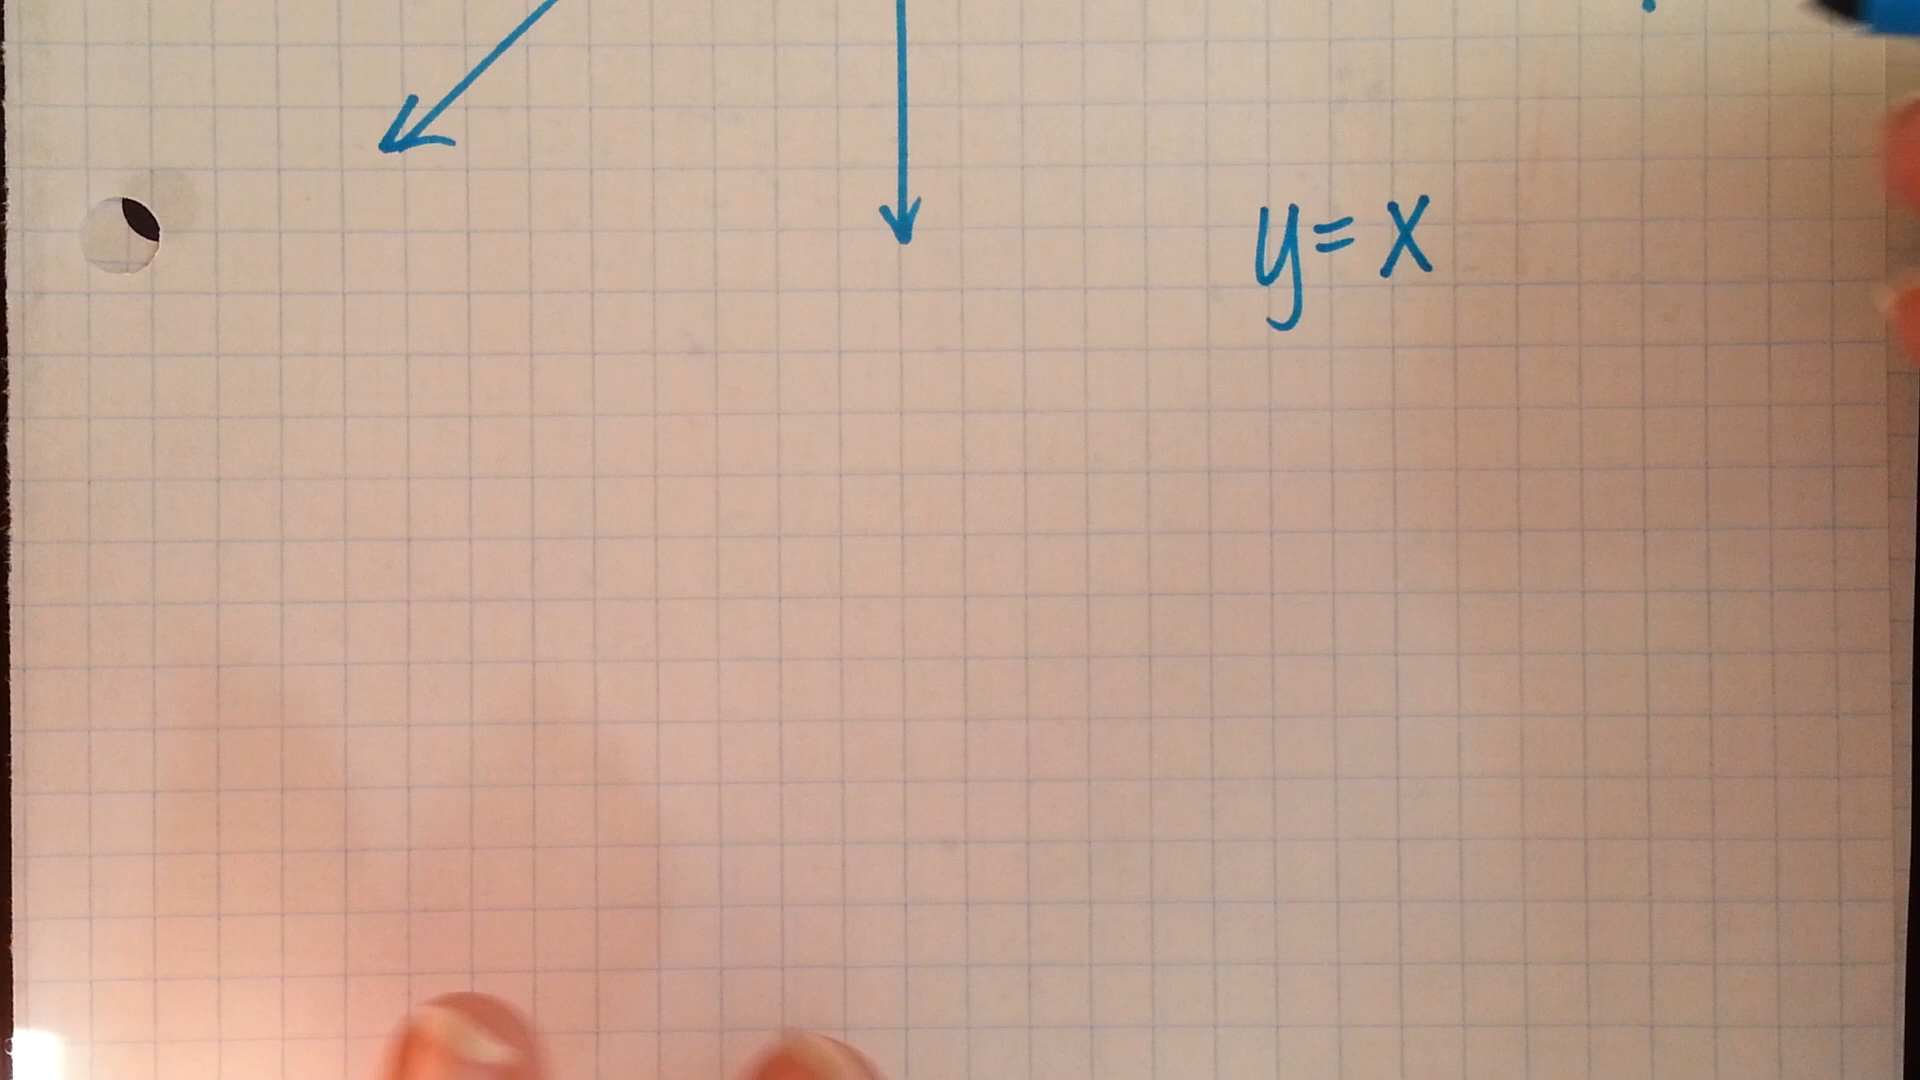 y = x